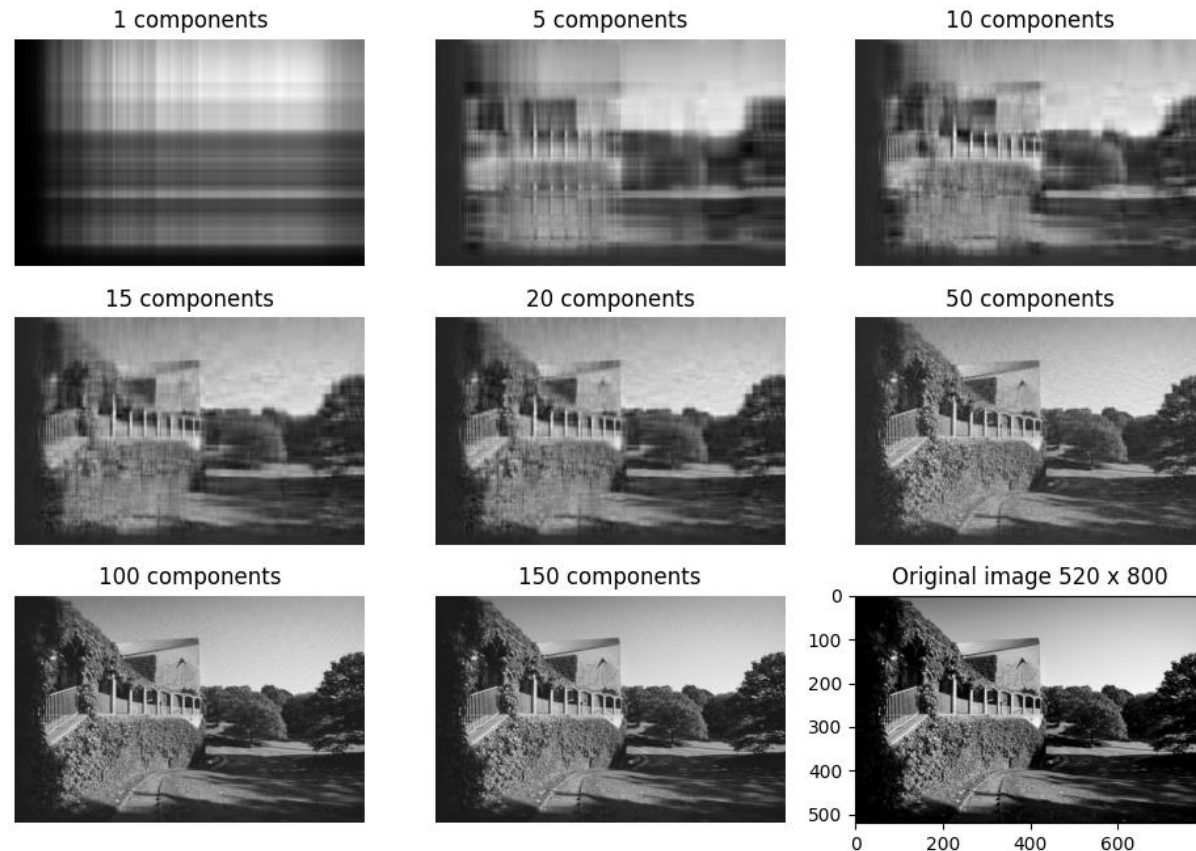 1 components
5 components
10 components
15 components
20 components
50 components
100 components
150 components
Original image 520 x 800
0
100
200
300
400
500
0
200
400
600